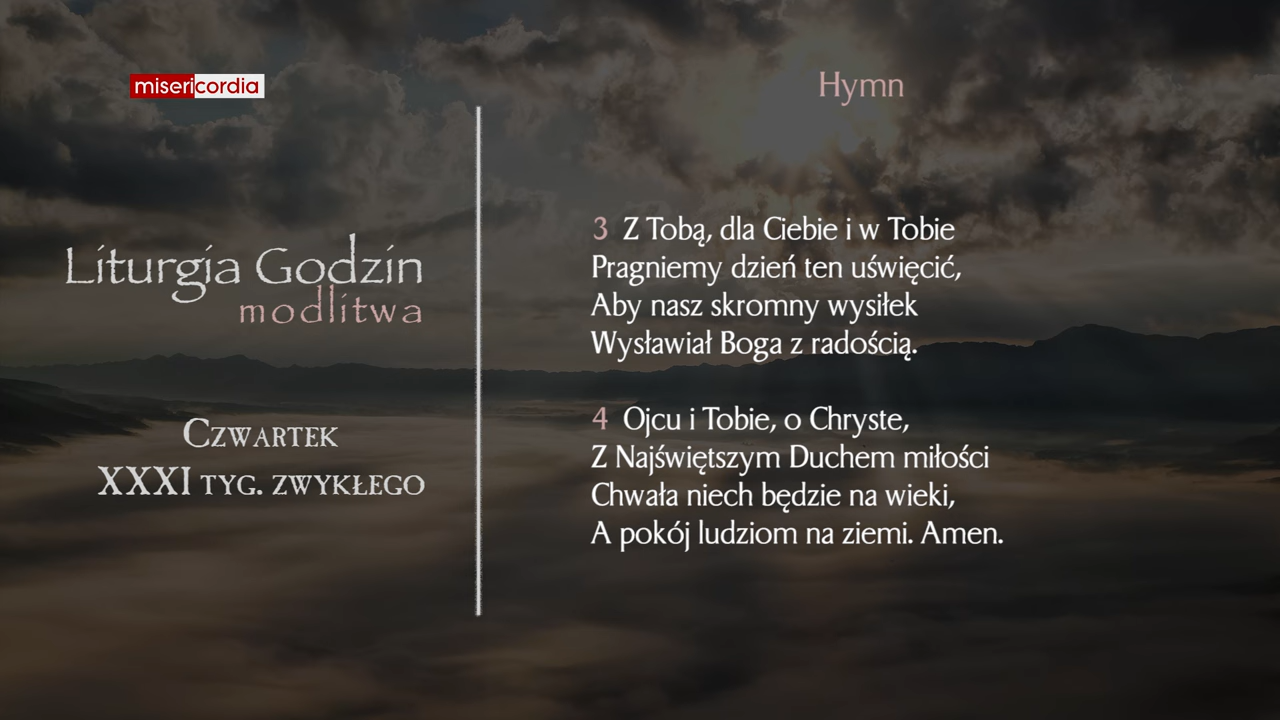 misericordia
Liturgia Godzin
modlitwa
Czwartek
XXXI tyg. zwykłego
Hymn
3 Z Tobą, dla Ciebie i w Tobie
Pragniemy dzień ten uświęcić,
Aby nasz skromny wysiłek
Wysławiał Boga z radością.
4 Ojcu i Tobie, o Chryste,
Z Najświętszym Duchem miłości
Chwała niech będzie na wieki,
A pokój ludziom na ziemi. Amen.